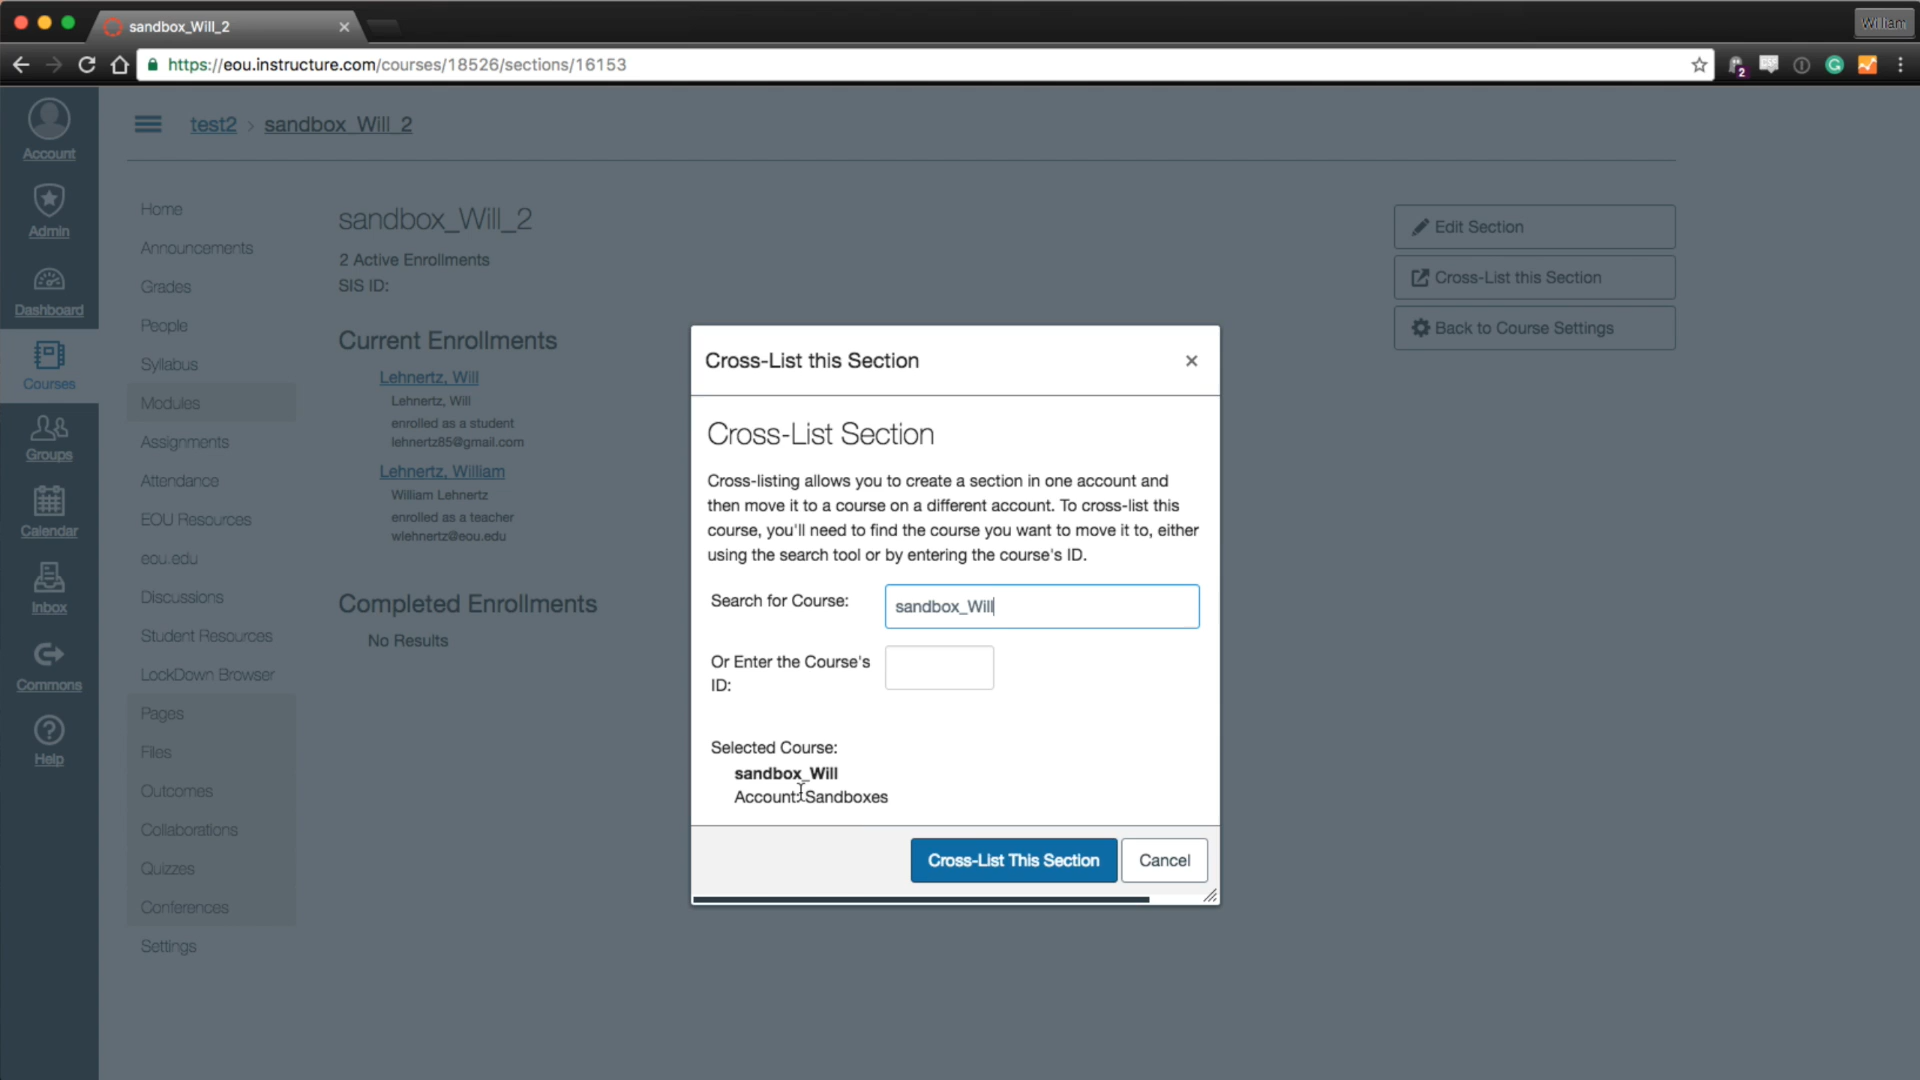 sandbox_Will_2
William
https://eou.instructure.com/courses/18526/sections/16153
2
Account
Admin
Dashboard
Courses
Groups
Calendar
Inbox
Commons
Help
test2 > sandbox_Will_2
Home
Announcements
Grades
People
Syllabus
Modules
Assignments
Attendance
EOU Resources
eou.edu
Discussions
Student Resources
LockDown Browser
Pages
Files
Outcomes
Collaborations
Quizzes
Conferences
Settings
sandbox_Will_2
2 Active Enrollments
SIS ID:
Current Enrollments
Lehnertz, Will
Lehnertz, Will
enrolled as a student
lehnertz85@gmail.com
Lehnertz, William
William Lehnertz
enrolled as a teacher
wlehnertz@eou.edu
Completed Enrollments
No Results
Edit Section
Cross-List this Section
Back to Course Settings
Cross-List this Section
Cross-List Section
Cross-listing allows you to create a section in one account and
then move it to a course on a different account. To cross-list this
course, you'll need to find the course you want to move it to, either
using the search tool or by entering the course's ID.
Search for Course: sandbox_Will
Or Enter the Course's
ID:
Selected Course:
sandbox_Will
Account: Sandboxes
Cross-List This Section
Cancel